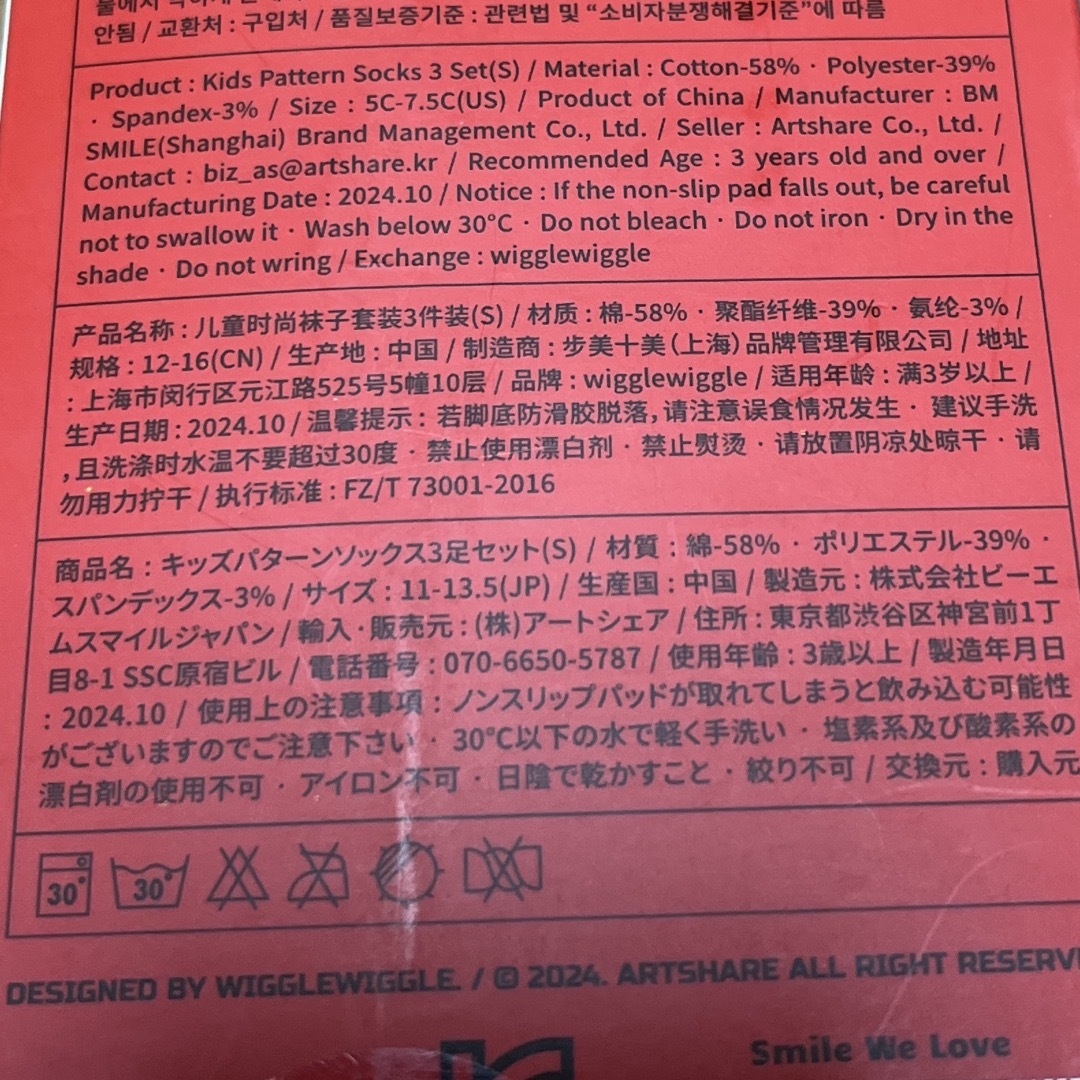 안됨 / 교환처 : 구입처 / 품질보증기준 : 관련법 및 “소비자분쟁해결기준”에 따름
Product : Kids Pattern Socks 3 Set(S) / Material : Cotton-58% · Polyester-39%
· Spandex-3% / Size : 5C-7.5C(US) / Product of China / Manufacturer : BM
SMILE(Shanghai) Brand Management Co., Ltd. / Seller : Artshare Co., Ltd. /
Contact : biz_as@artshare.kr / Recommended Age : 3 years old and over /
Manufacturing Date : 2024.10 / Notice : If the non-slip pad falls out, be careful
not to swallow it · Wash below 30°C · Do not bleach · Do not iron · Dry in the
shade · Do not wring / Exchange : wigglewiggle
产品名称 : 儿童时尚袜子套装3件装(S) / 材质 : 棉-58% · 聚酯纤维-39% · 氨纶-3% /
规格 : 12-16(CN) / 生产地 : 中国 / 制造商 : 步美十美（上海）品牌管理有限公司 / 地址
: 上海市闵行区元江路525号5幢10层 / 品牌 : wigglewiggle / 适用年龄 : 满3岁以上 /
生产日期 : 2024.10 / 温馨提示 : 若脚底防滑胶脱落, 请注意误食情况发生 · 建议手洗
, 且洗涤时水温不要超过30度 · 禁止使用漂白剂 · 禁止熨烫 · 请放置阴凉处晾干 · 请
勿用力拧干 / 执行标准 : FZ/T 73001-2016
商品名 : キッズパターンソックス3足セット(S) / 材質 : 綿-58% · ポリエステル-39% ·
スパンデックス-3% / サイズ : 11-13.5(JP) / 生産国 : 中国 / 製造元 : 株式会社ビーエ
ムスマイルジャパン / 輸入·販売元 : (株)アートシェア / 住所 : 東京都渋谷区神宮前1丁
目8-1 SSC原宿ビル / 電話番号 : 070-6650-5787 / 使用年齢 : 3歳以上 / 製造年月日
: 2024.10 / 使用上の注意事項 : ノンスリップパッドが取れてしまうと飲み込む可能性
がございますのでご注意下さい · 30℃以下の水で軽く手洗い · 塩素系及び酸素系の
漂白剤の使用不可 · アイロン不可 · 日陰で乾かすこと · 絞り不可 / 交換元 : 購入元
30° 30°
DESIGNED BY WIGGLEWIGGLE. / © 2024. ARTSHARE ALL RIGHT RESERV
Smile We Love